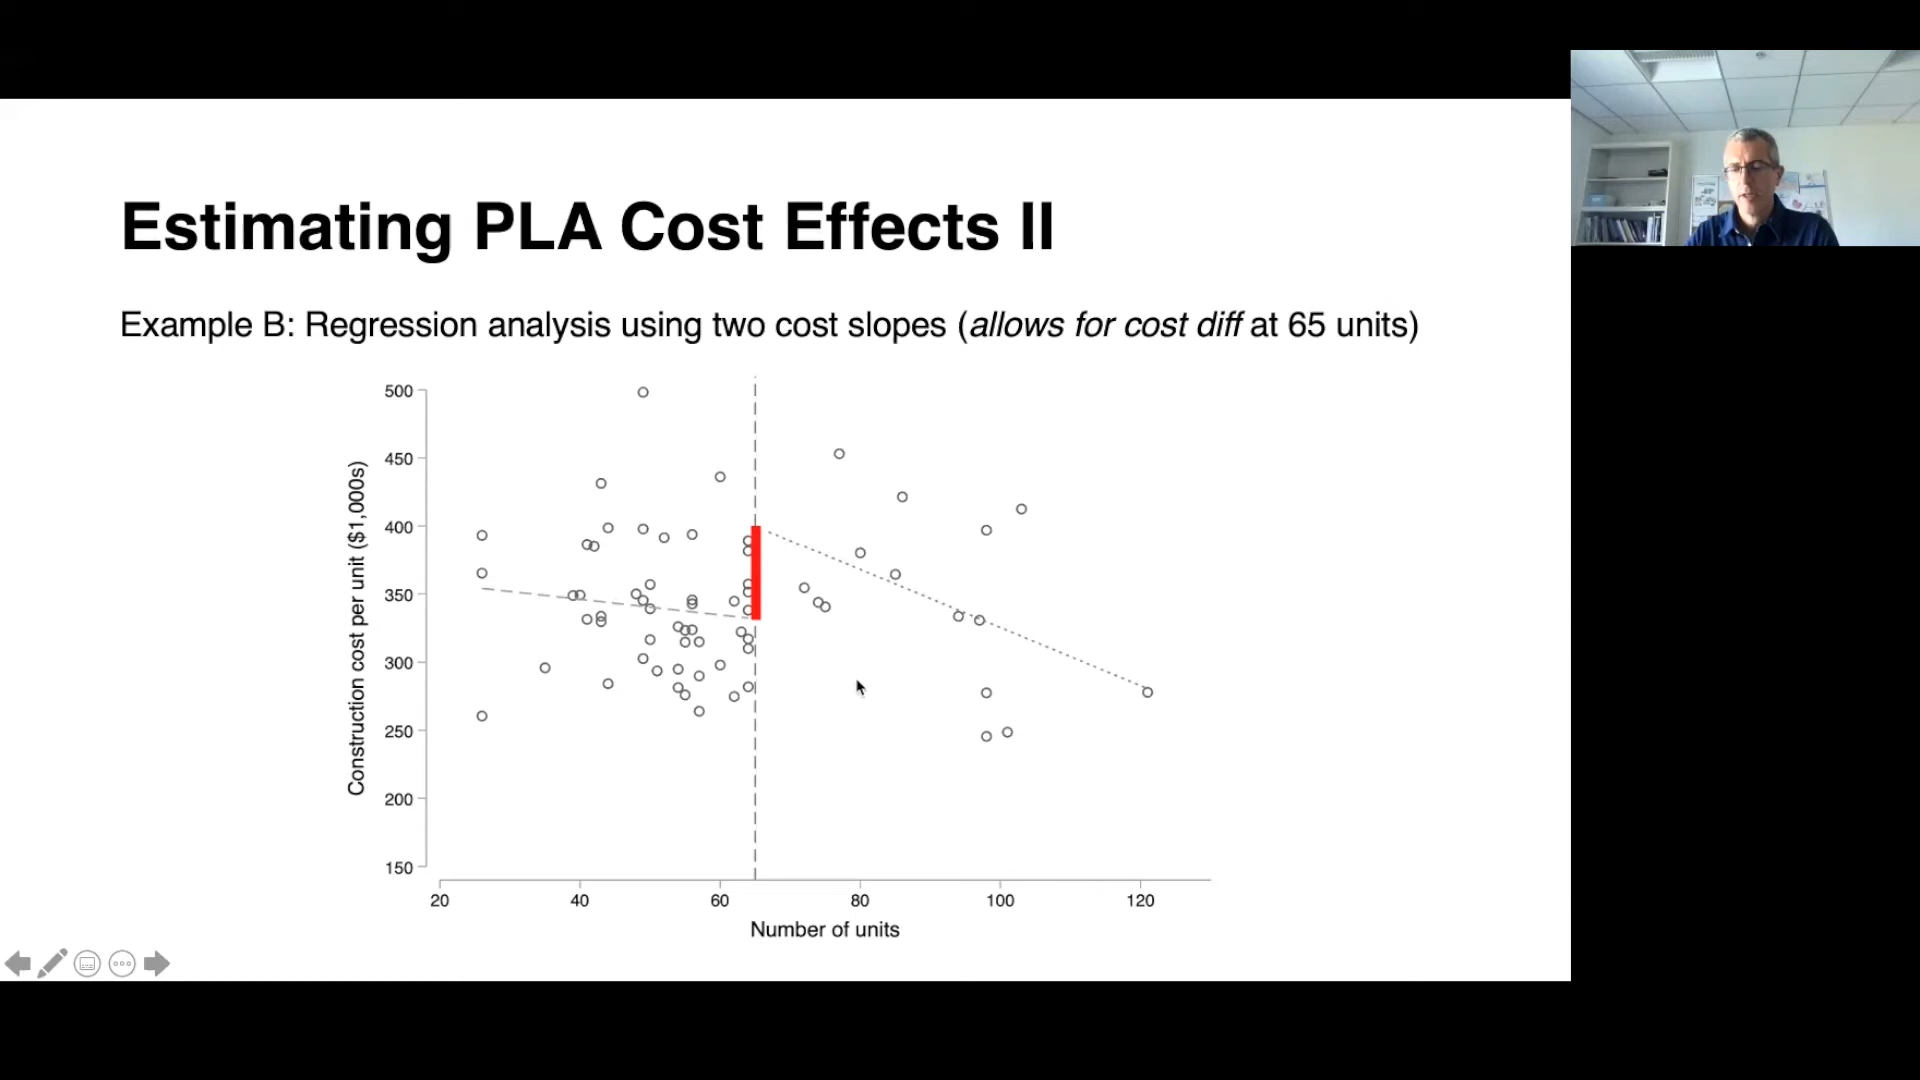 Estimating PLA Cost Effects II
Example B: Regression analysis using two cost slopes (allows for cost diff at 65 units)
500
450
400
350
300
250
200
150
Construction cost per unit ($1,000s)
20 40 60 80 100 120
Number of units